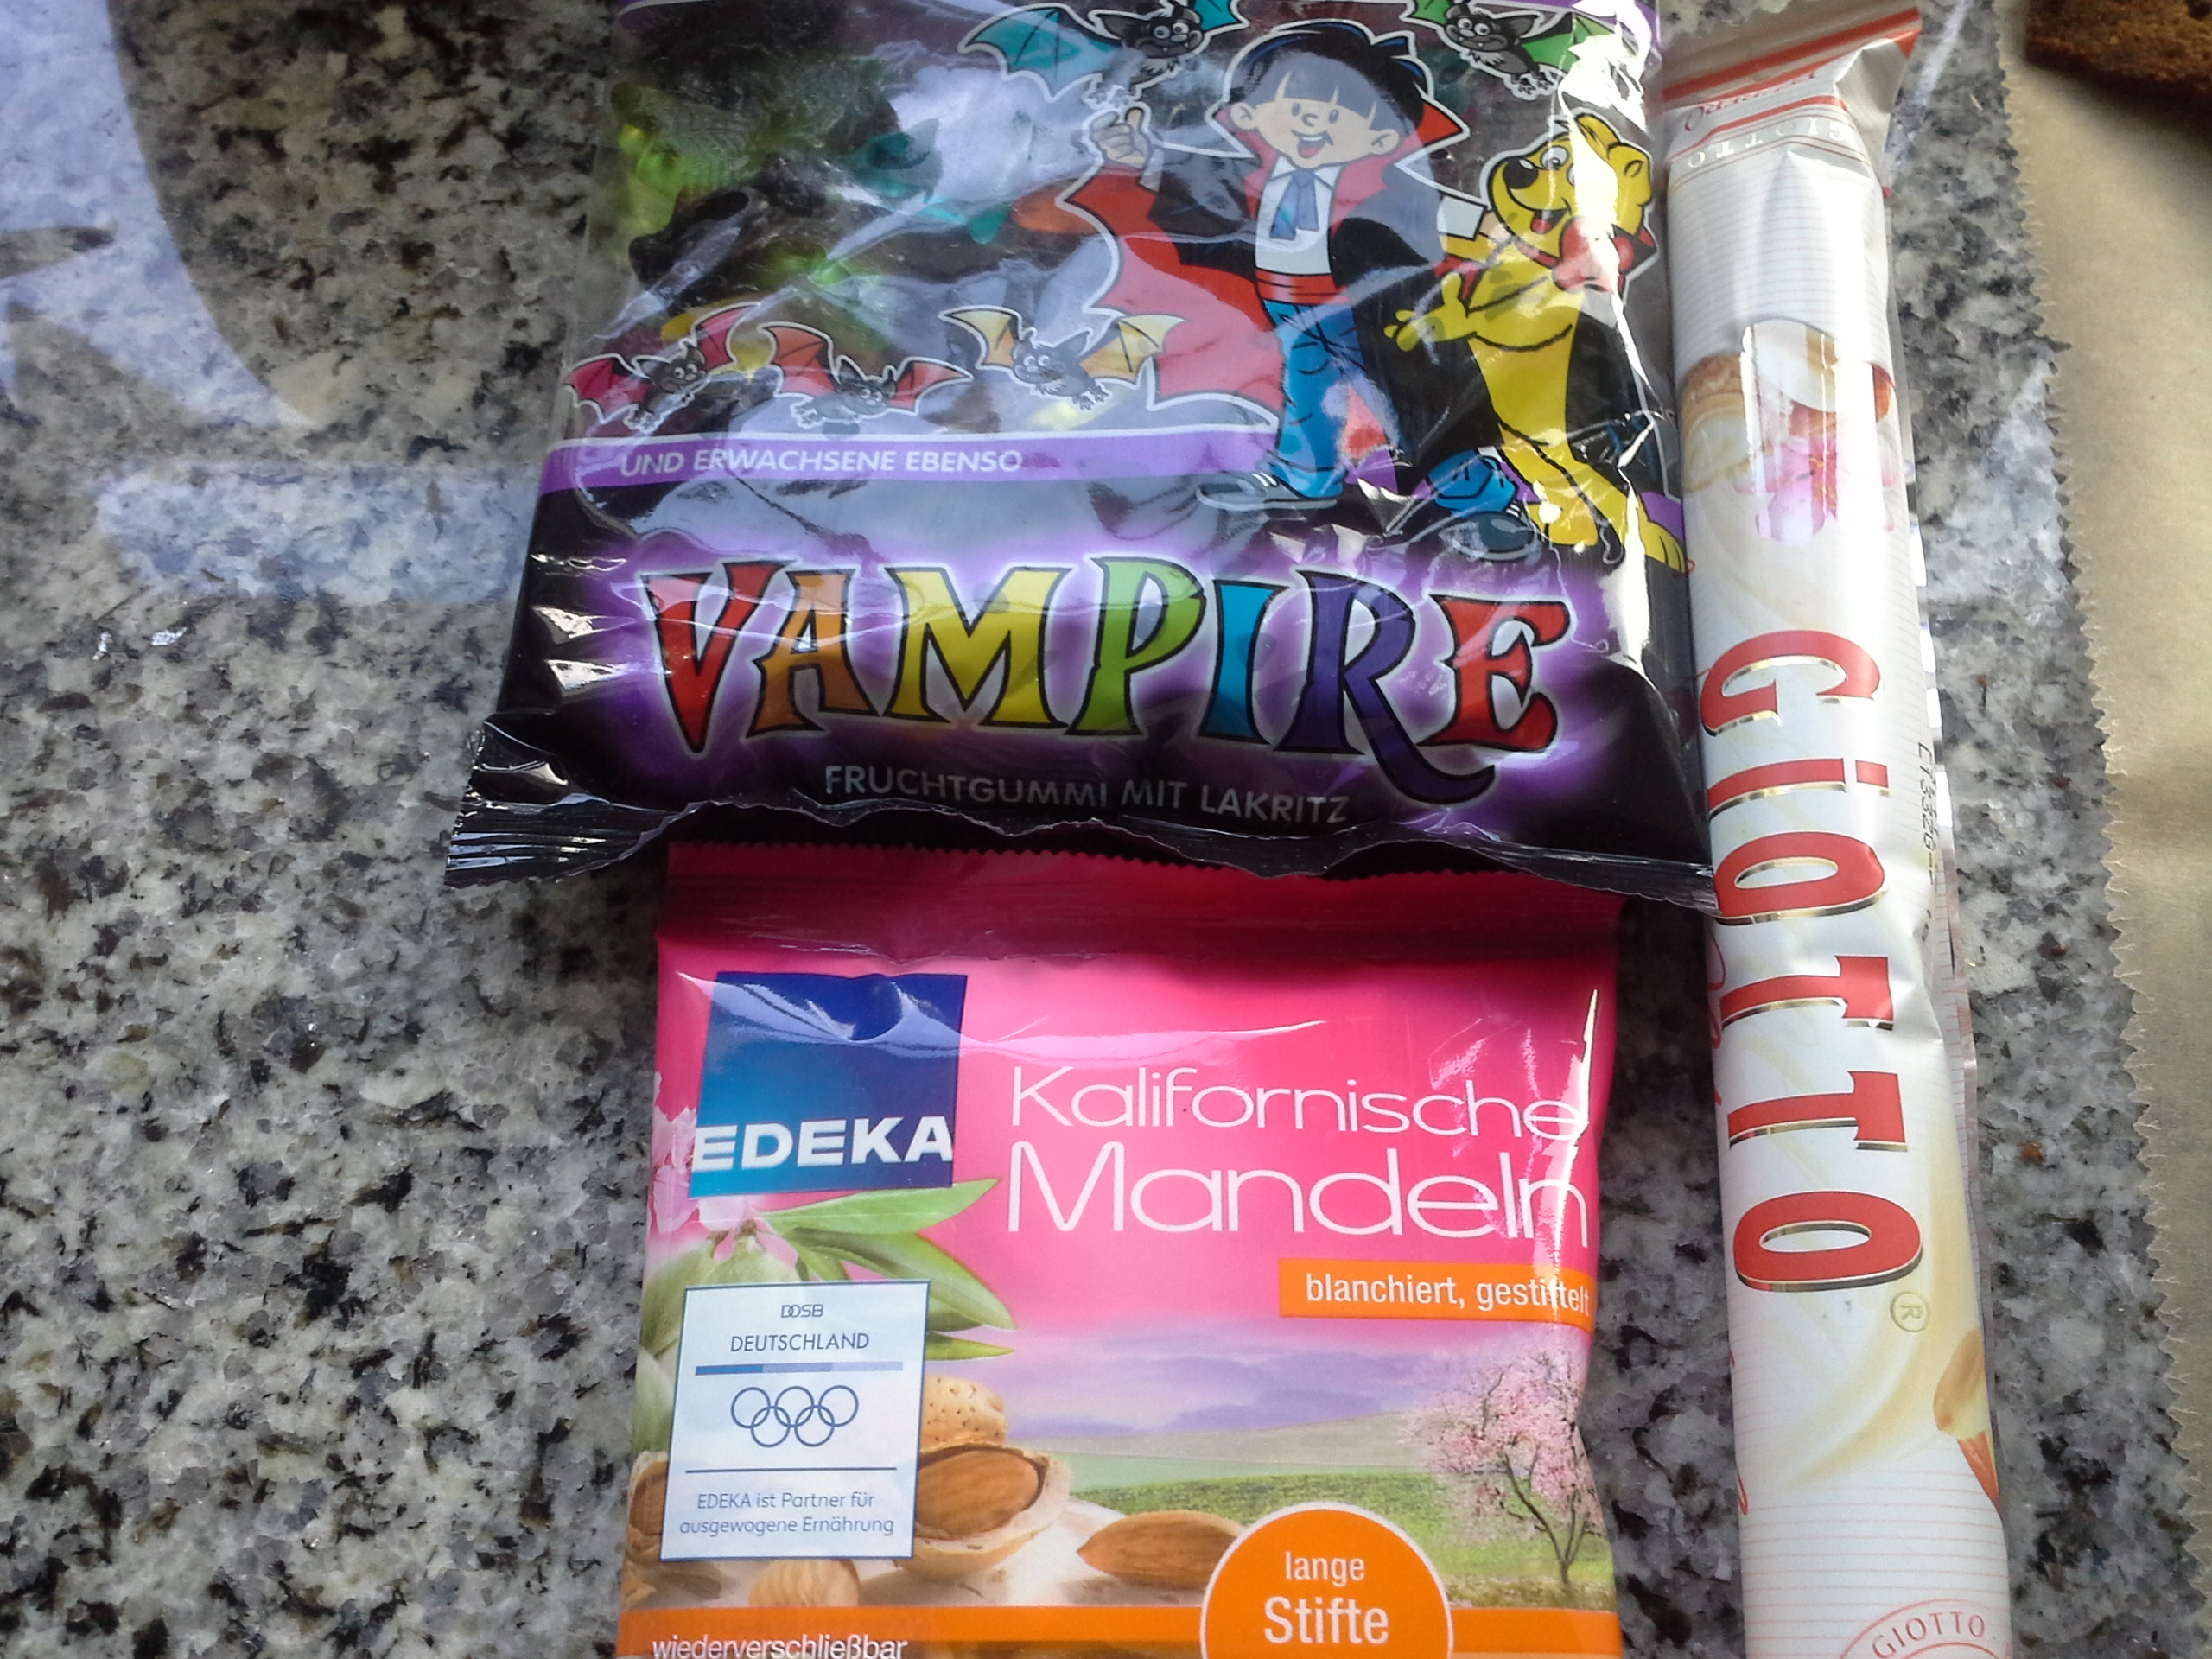 UND ERWACHSENE EBENSO
VAMPIRE
FRUCHTGUMMI MIT LAKRITZ
EDEKA
Kalifornische
Mandeln
blanchiert, gestiftelt
DOSB
DEUTSCHLAND
EDEKA ist Partner für
ausgewogene Ernährung
lange
Stifte
wiederverschließbar
GIOTTO
GiOTTO®
GIOTTO